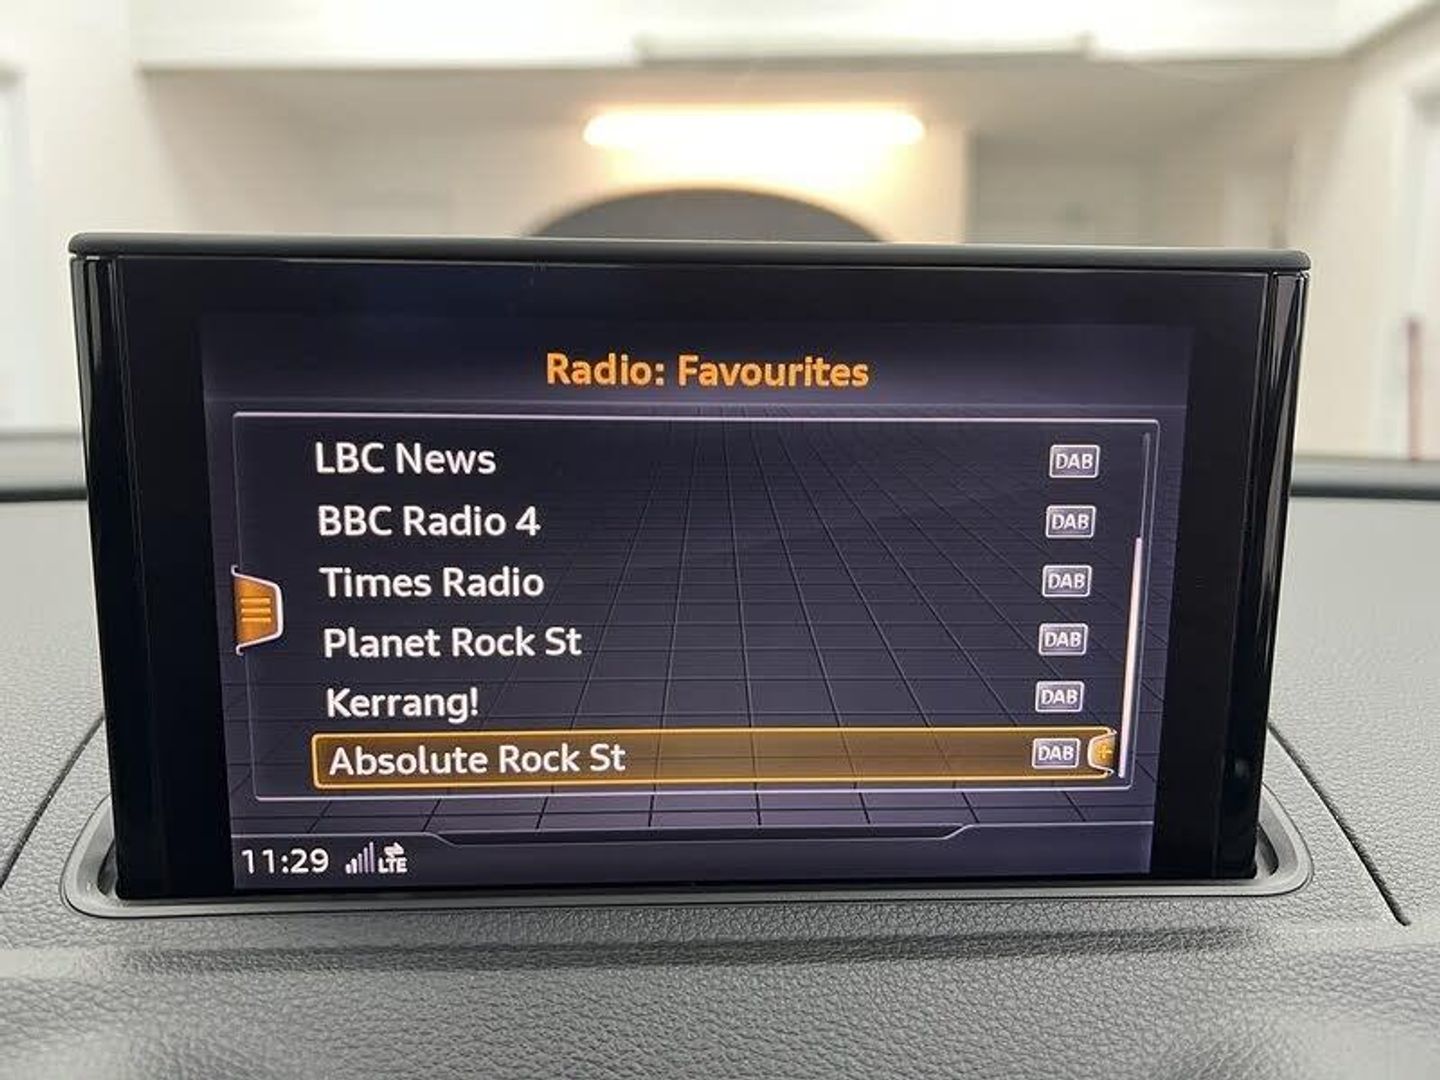 Radio: Favourites
LBC News DAB
BBC Radio 4 DAB
Times Radio DAB
Planet Rock St DAB
Kerrang! DAB
Absolute Rock St DAB
11:29 LTE